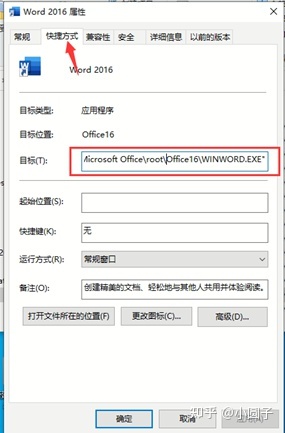 Word 2016 属性
常规 快捷方式 兼容性 安全 详细信息 以前的版本
Word 2016
目标类型: 应用程序
目标位置: Office16
目标(T): Microsoft Office\root\Office16\WINWORD.EXE"
起始位置(S):
快捷键(K): 无
运行方式(R): 常规窗口
备注(O): 创建精美的文档、轻松地与其他人共用并体验阅读。
打开文件所在的位置(F) 更改图标(C)... 高级(D)...
确定 取消
知乎 @小圆子